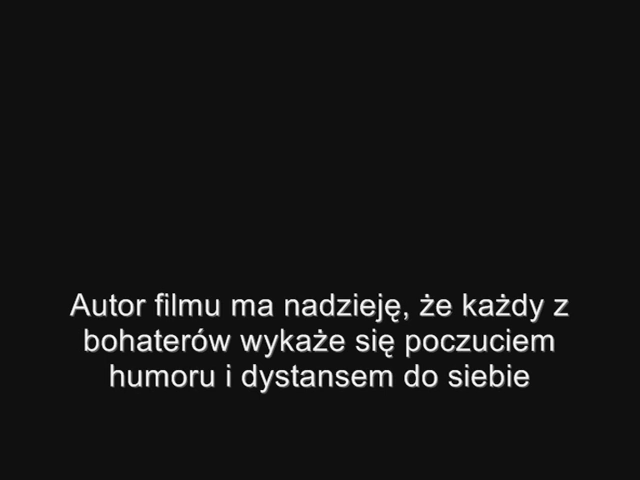 Autor filmu ma nadzieję, że każdy z
bohaterów wykaże się poczuciem
humoru i dystansem do siebie